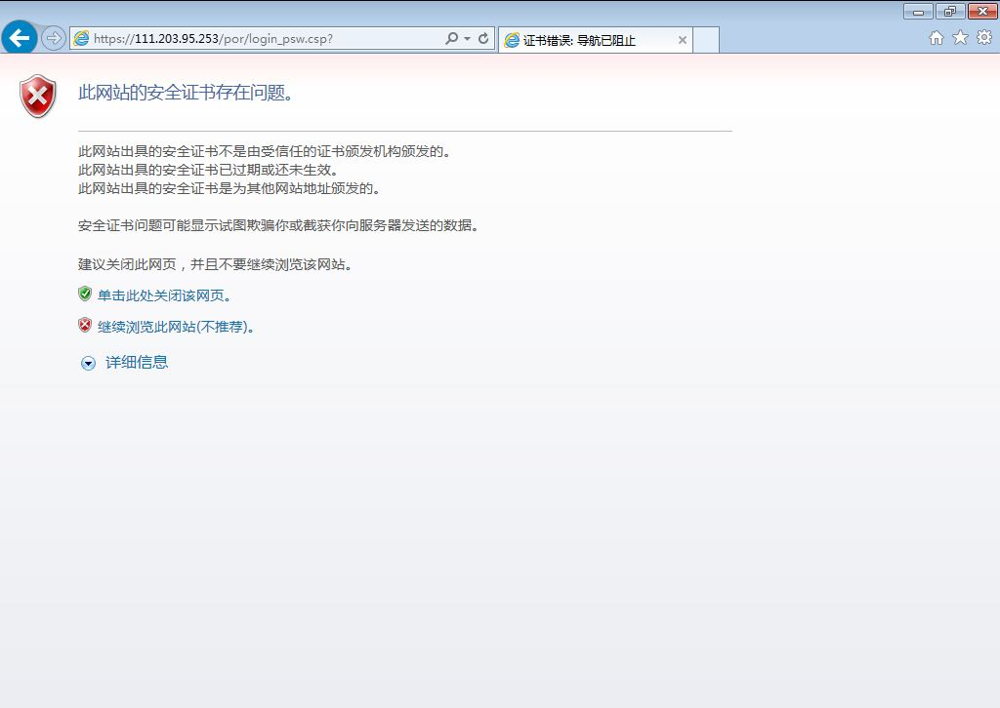 https://111.203.95.253/por/login_psw.csp?
证书错误: 导航已阻止
此网站的安全证书存在问题。
此网站出具的安全证书不是由受信任的证书颁发机构颁发的。
此网站出具的安全证书已过期或还未生效。
此网站出具的安全证书是为其他网站地址颁发的。
安全证书问题可能显示试图欺骗你或截获你向服务器发送的数据。
建议关闭此网页，并且不要继续浏览该网站。
单击此处关闭该网页。
继续浏览此网站(不推荐)。
详细信息